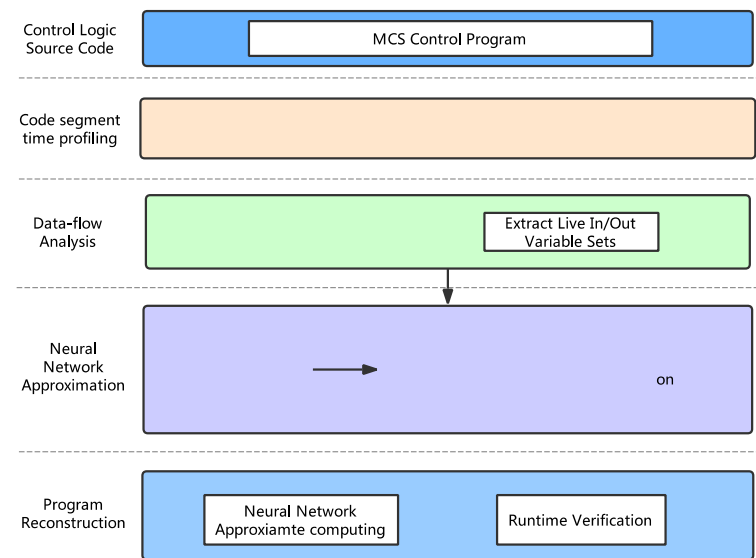 Control Logic
Source Code
MCS Control Program
Code segment
time profiling
Data-flow
Analysis
Extract Live In/Out
Variable Sets
Neural
Network
Approximation
on
Program
Reconstruction
Neural Network
Approxiamte computing
Runtime Verification